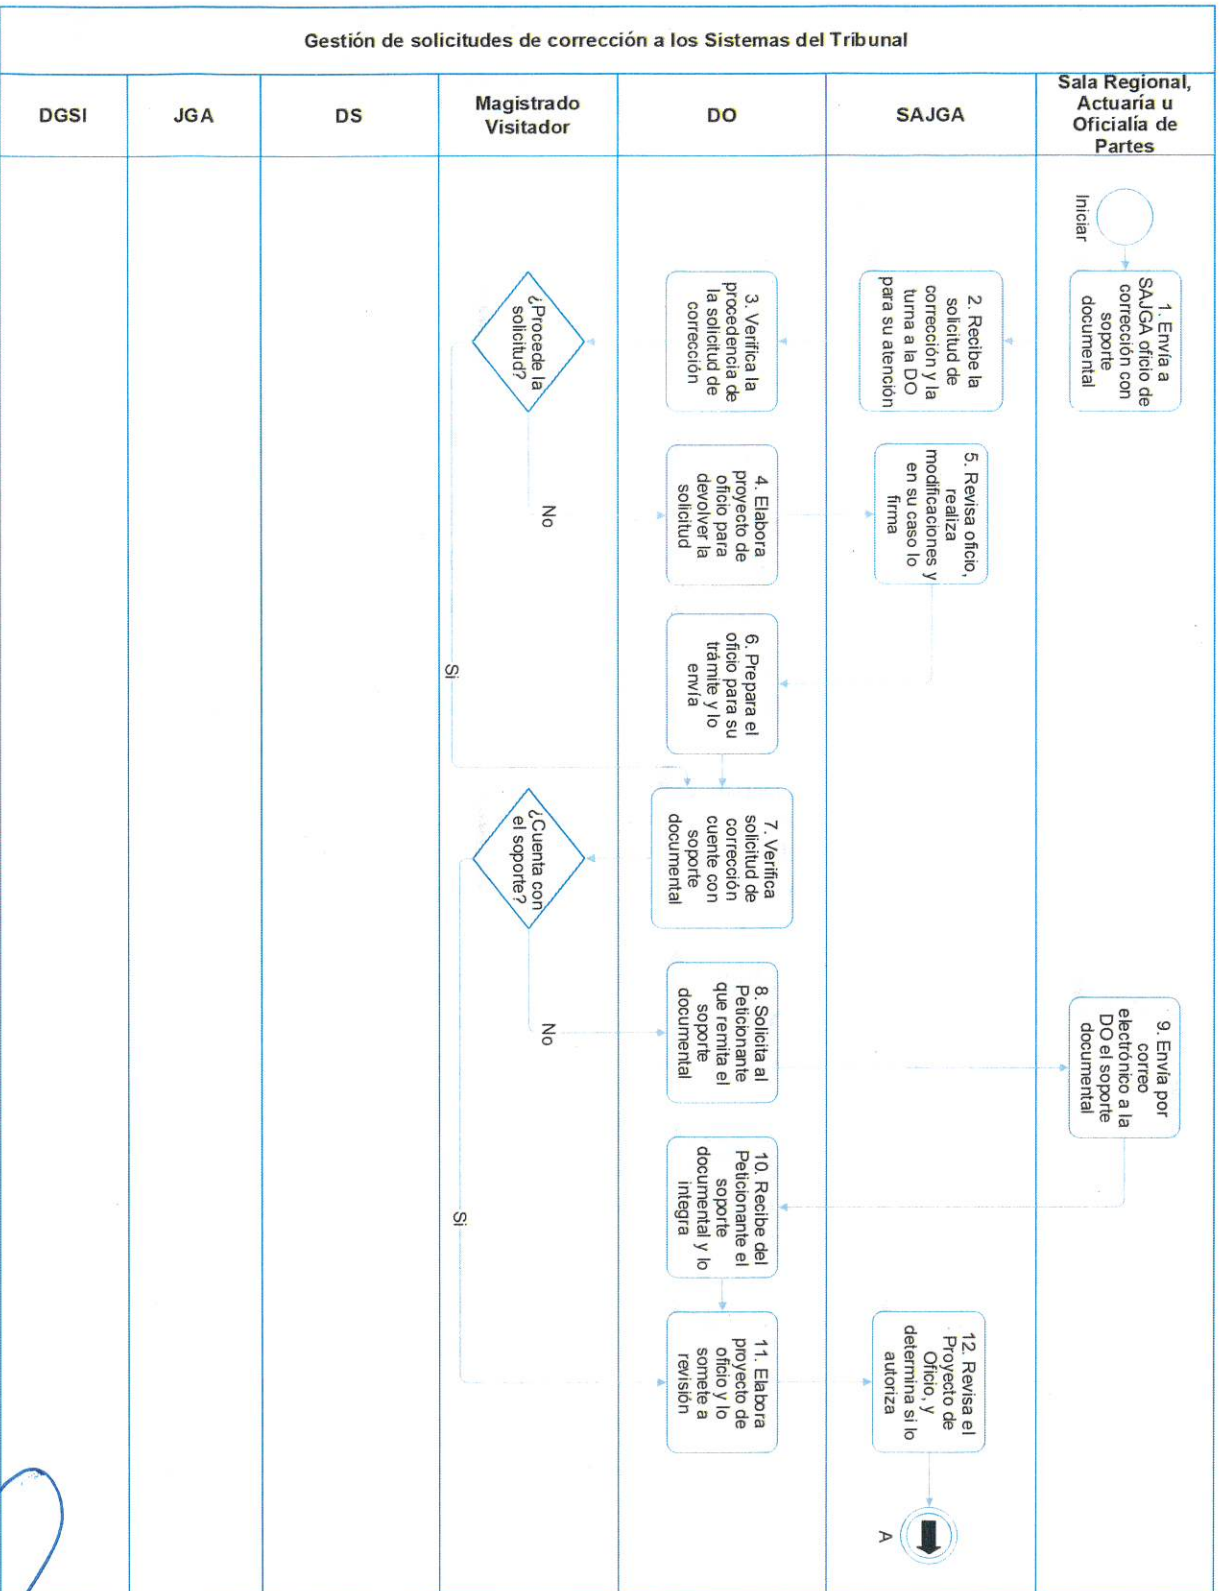 Gestión de solicitudes de corrección a los Sistemas del Tribunal
DGSI
JGA
DS
Magistrado
Visitador
DO
SAJGA
Sala Regional,
Actuaría u
Oficialía de
Partes
Iniciar
1. Envía a
SAJGA oficio de
corrección con
soporte
documental
2. Recibe la
solicitud de
corrección y la
turna a la DO
para su atención
3. Verifica la
procedencia de
la solicitud de
corrección
¿Procede la
solicitud?
No
Si
4. Elabora
proyecto de
oficio para
devolver la
solicitud
5. Revisa oficio,
realiza
modificaciones y
en su caso lo
firma
6. Prepara el
oficio para su
trámite y lo
envía
7. Verifica
solicitud de
corrección
cuente con
soporte
documental
¿Cuenta con
el soporte?
No
Si
8. Solicita al
Peticionante
que remita el
soporte
documental
9. Envía por
correo
electrónico a la
DO el soporte
documental
10. Recibe del
Peticionante el
soporte
documental y lo
integra
11. Elabora
proyecto de
oficio y lo
somete a
revisión
12. Revisa el
Proyecto de
Oficio, y
determina si lo
autoriza
A